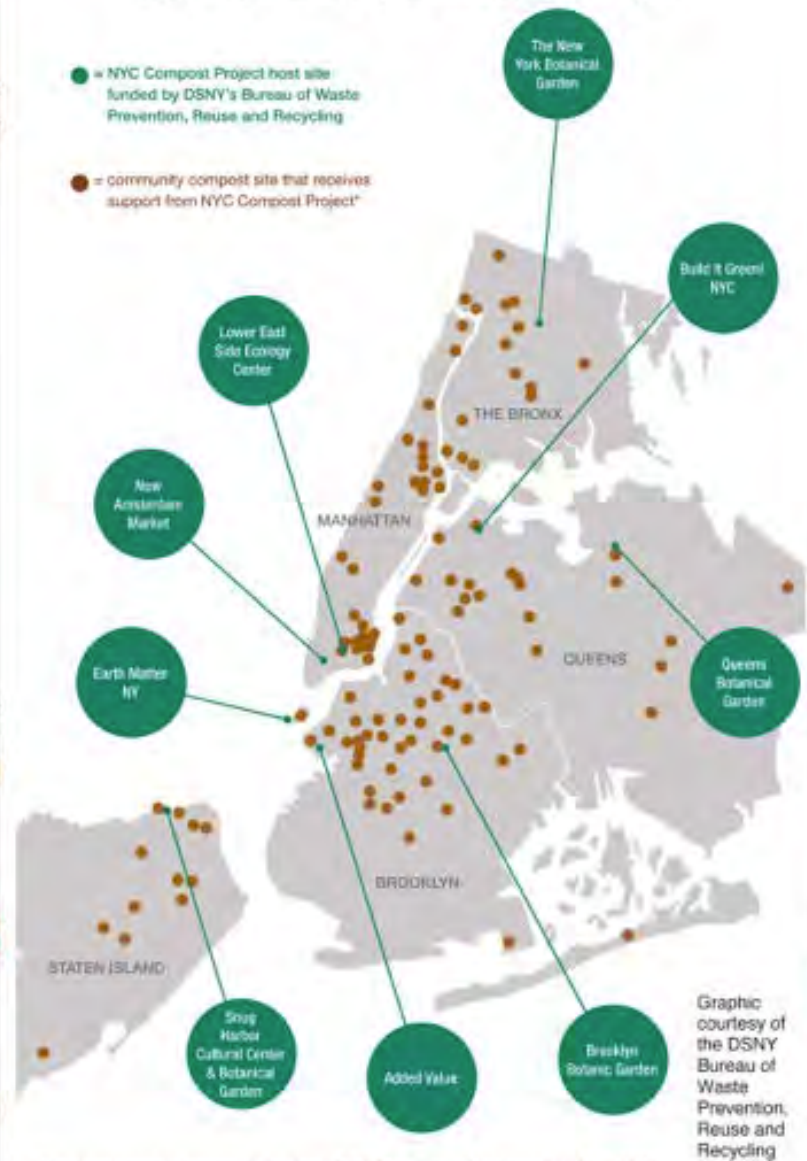 = NYC Compost Project host site
funded by DSNY's Bureau of Waste
Prevention, Reuse and Recycling
= community compost site that receives
support from NYC Compost Project*
The New
York Botanical
Garden
Build It Green!
NYC
Lower East
Side Ecology
Center
THE BRONX
New
Amsterdam
Market
MANHATTAN
Earth Matter
NY
QUEENS
Queens
Botanical
Garden
BROOKLYN
STATEN ISLAND
Snug
Harbor
Cultural Center
& Botanical
Garden
Added Value
Brooklyn
Botanic Garden
Graphic
courtesy of
the DSNY
Bureau of
Waste
Prevention,
Reuse and
Recycling